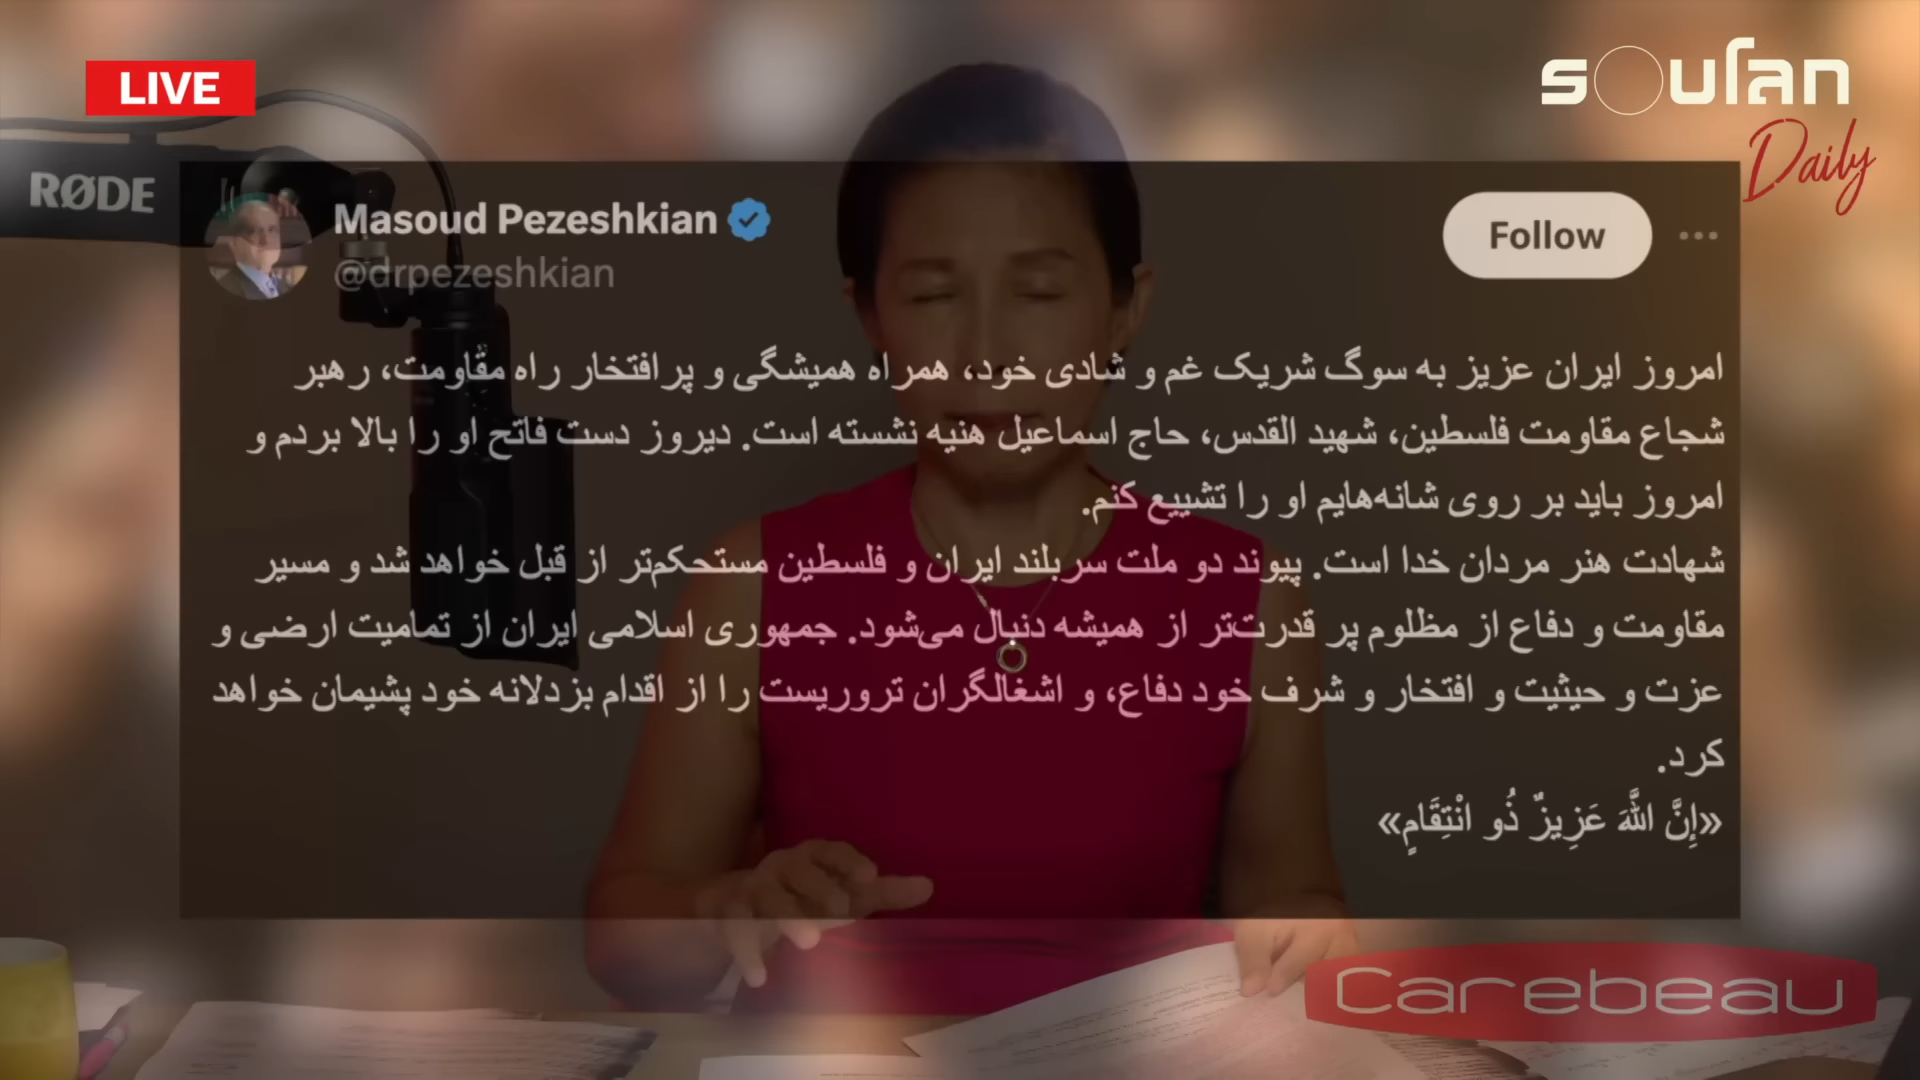 LIVE
soufan
Daily
RØDE
Masoud Pezeshkian
@drpezeshkian
Follow
امروز ایران عزیز به سوگ شریک غم و شادی خود، همراه همیشگی و پرافتخار راه مقاومت، رهبر
شجاع مقاومت فلسطین، شهید القدس، حاج اسماعیل هنیه نشسته است. دیروز دست فاتح او را بالا بردم و
امروز باید بر روی شانه‌هایم او را تشییع کنم.
شهادت هنر مردان خدا است. پیوند دو ملت سربلند ایران و فلسطین مستحکم‌تر از قبل خواهد شد و مسیر
مقاومت و دفاع از مظلوم پر قدرت‌تر از همیشه دنبال می‌شود. جمهوری اسلامی ایران از تمامیت ارضی و
عزت و حیثیت و افتخار و شرف خود دفاع، و اشغالگران تروریست را از اقدام بزدلانه خود پشیمان خواهد
کرد.
«إِنَّ اللَّهَ عَزِيزٌ ذُو انْتِقَامٍ»
Carebeau